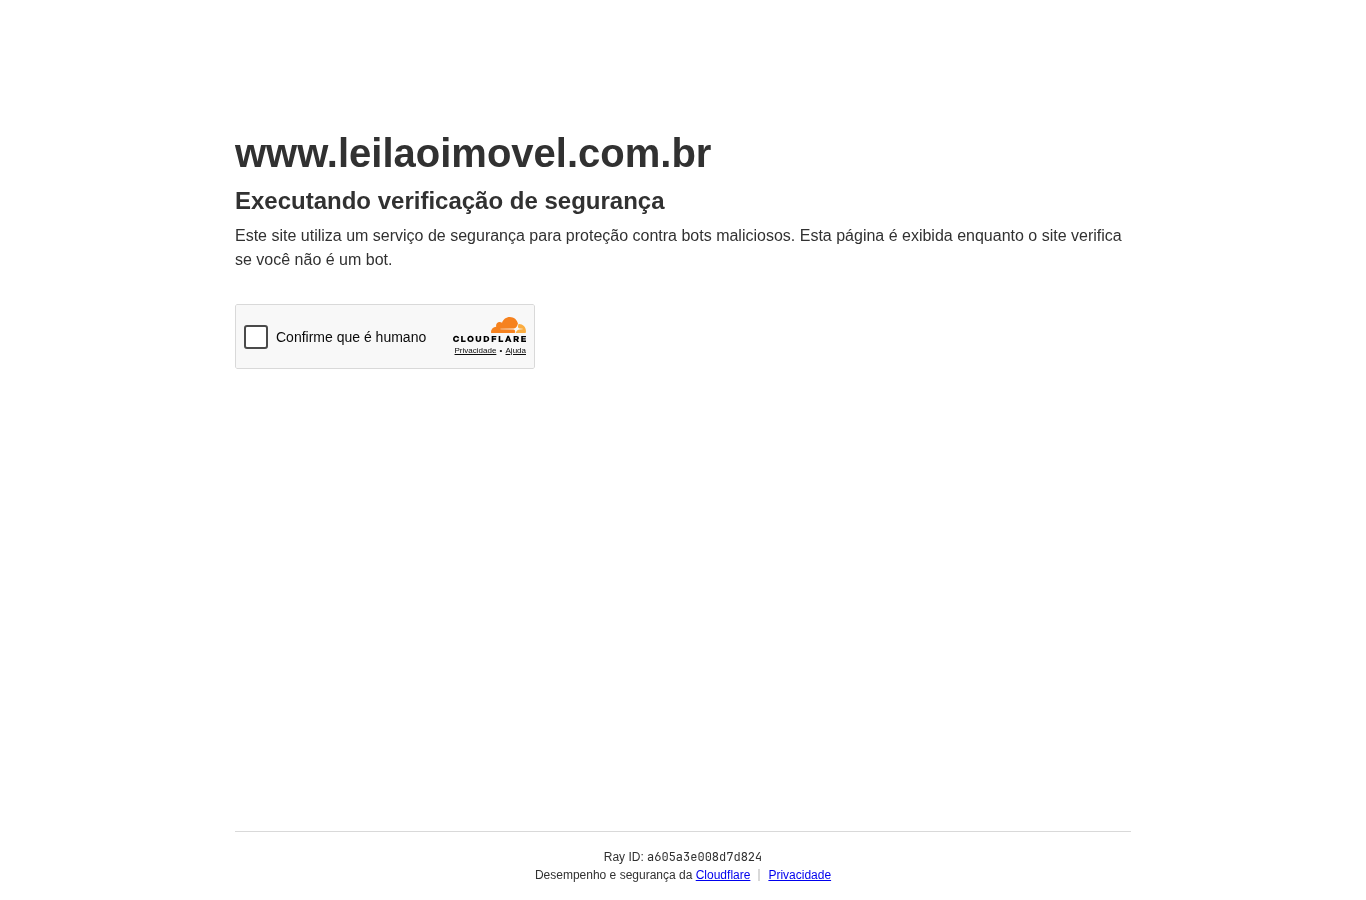 www.leilaoimovel.com.br
Executando verificação de segurança
Este site utiliza um serviço de segurança para proteção contra bots maliciosos. Esta página é exibida enquanto o site verifica
se você não é um bot.
Confirme que é humano
CLOUDFLARE
Privacidade • Ajuda
Ray ID: a605a3e008d7d824
Desempenho e segurança da Cloudflare | Privacidade